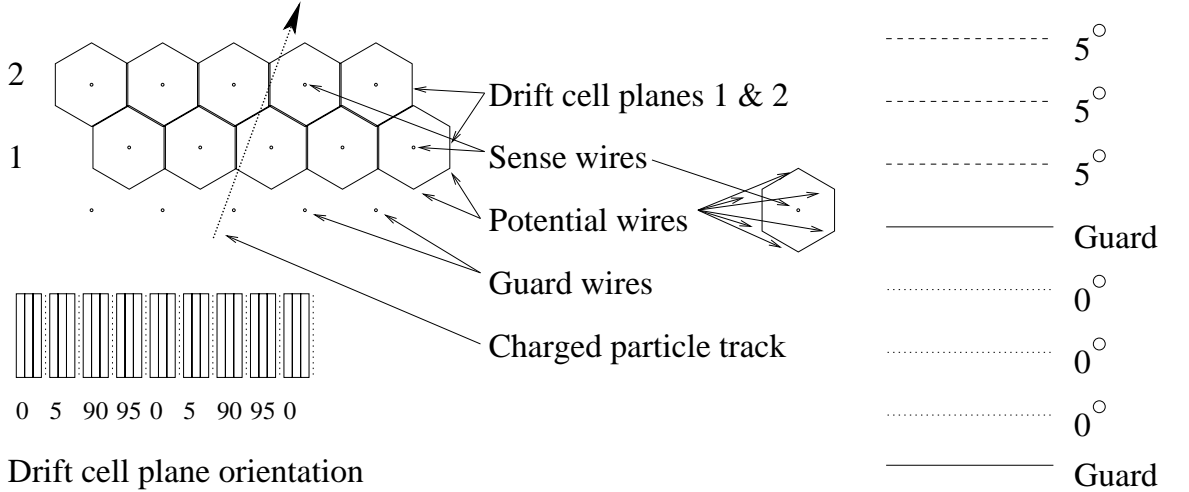 2
1
Drift cell planes 1 & 2
Sense wires
Potential wires
Guard wires
Charged particle track
0 5 90 95 0 5 90 95 0
Drift cell plane orientation
5°
5°
5°
Guard
0°
0°
0°
Guard